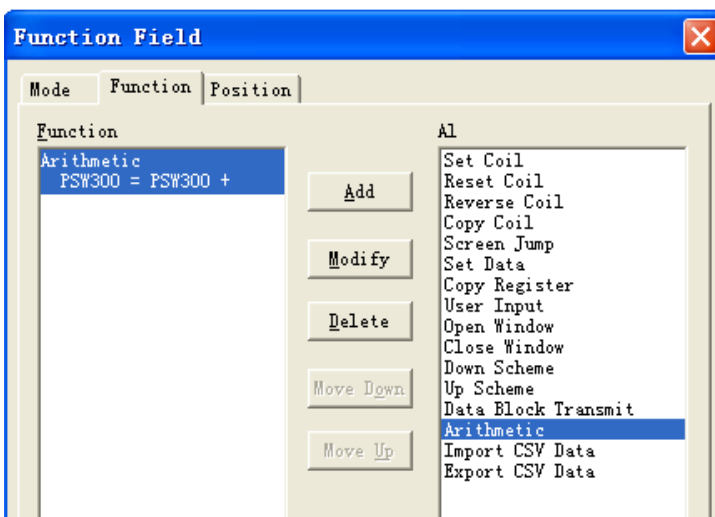 Function Field
Mode
Function
Position
Function
Arithmetic
PSW300 = PSW300 +
Add
Modify
Delete
Move Down
Move Up
Al
Set Coil
Reset Coil
Reverse Coil
Copy Coil
Screen Jump
Set Data
Copy Register
User Input
Open Window
Close Window
Down Scheme
Up Scheme
Data Block Transmit
Arithmetic
Import CSV Data
Export CSV Data